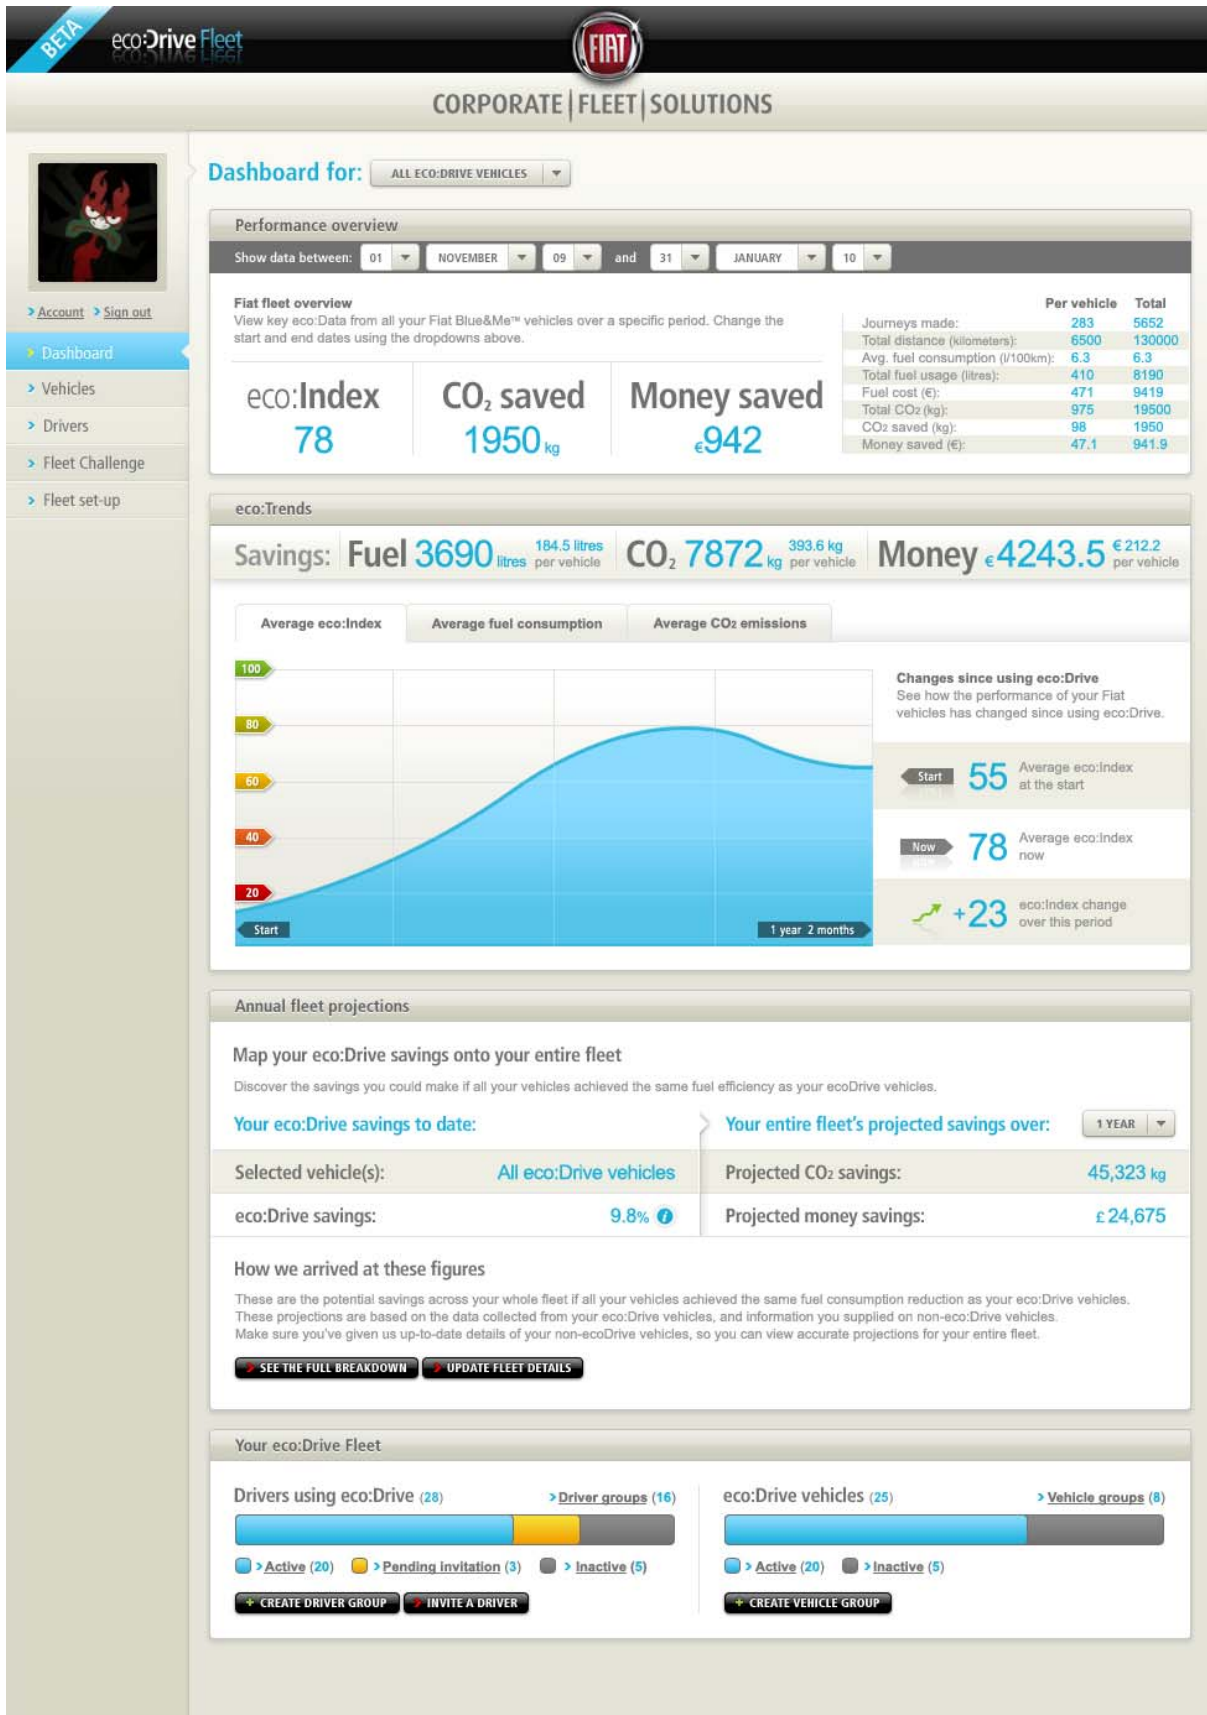 BETA
eco:Drive Fleet
FIAT
CORPORATE | FLEET | SOLUTIONS
> Account > Sign out
> Dashboard
> Vehicles
> Drivers
> Fleet Challenge
> Fleet set-up
Dashboard for: ALL ECO:DRIVE VEHICLES
Performance overview
Show data between: 01 NOVEMBER 09 and 31 JANUARY 10
Fiat fleet overview
View key eco:Data from all your Fiat Blue&Me™ vehicles over a specific period. Change the
start and end dates using the dropdowns above.
eco:Index
78
CO₂ saved
1950 kg
Money saved
€942
Per vehicle Total
Journeys made: 283 5652
Total distance (kilometers): 6500 130000
Avg. fuel consumption (l/100km): 6.3 6.3
Total fuel usage (litres): 410 8190
Fuel cost (€): 471 9419
Total CO₂ (kg): 975 19500
CO₂ saved (kg): 98 1950
Money saved (€): 47.1 941.9
eco:Trends
Savings: Fuel 3690 litres 184.5 litres per vehicle CO₂ 7872 kg 393.6 kg per vehicle Money €4243.5 € 212.2 per vehicle
Average eco:Index Average fuel consumption Average CO₂ emissions
100
80
60
40
20
Start 1 year 2 months
Changes since using eco:Drive
See how the performance of your Fiat
vehicles has changed since using eco:Drive.
Start 55 Average eco:Index
at the start
Now 78 Average eco:Index
now
+23 eco:Index change
over this period
Annual fleet projections
Map your eco:Drive savings onto your entire fleet
Discover the savings you could make if all your vehicles achieved the same fuel efficiency as your ecoDrive vehicles.
Your eco:Drive savings to date:
Selected vehicle(s): All eco:Drive vehicles
eco:Drive savings: 9.8% i
Your entire fleet's projected savings over: 1 YEAR
Projected CO₂ savings: 45,323 kg
Projected money savings: £ 24,675
How we arrived at these figures
These are the potential savings across your whole fleet if all your vehicles achieved the same fuel consumption reduction as your eco:Drive vehicles.
These projections are based on the data collected from your eco:Drive vehicles, and information you supplied on non-eco:Drive vehicles.
Make sure you've given us up-to-date details of your non-ecoDrive vehicles, so you can view accurate projections for your entire fleet.
SEE THE FULL BREAKDOWN UPDATE FLEET DETAILS
Your eco:Drive Fleet
Drivers using eco:Drive (28) > Driver groups (16)
> Active (20) > Pending invitation (3) > Inactive (5)
+ CREATE DRIVER GROUP > INVITE A DRIVER
eco:Drive vehicles (25) > Vehicle groups (8)
> Active (20) > Inactive (5)
+ CREATE VEHICLE GROUP